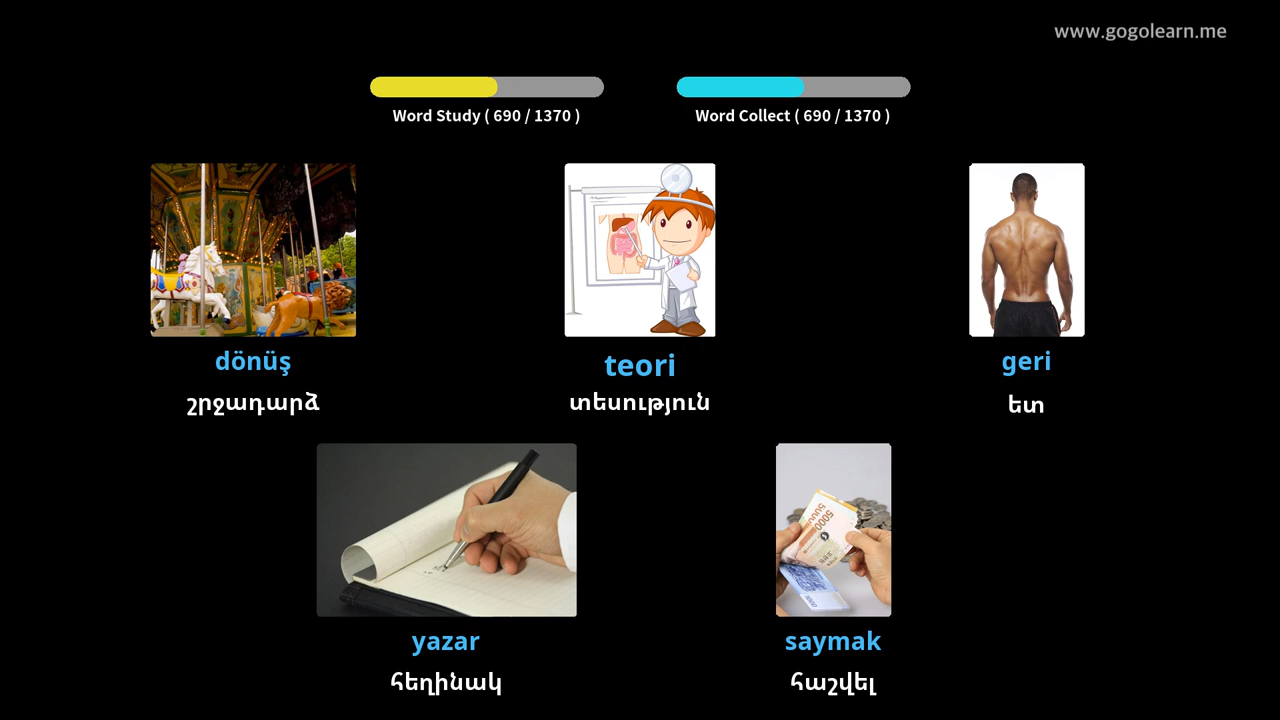 www.gogolearn.me
Word Study ( 690 / 1370 )
Word Collect ( 690 / 1370 )
dönüş
շրջադարձ
teori
տեսություն
geri
ետ
yazar
հեղինակ
saymak
հաշվել